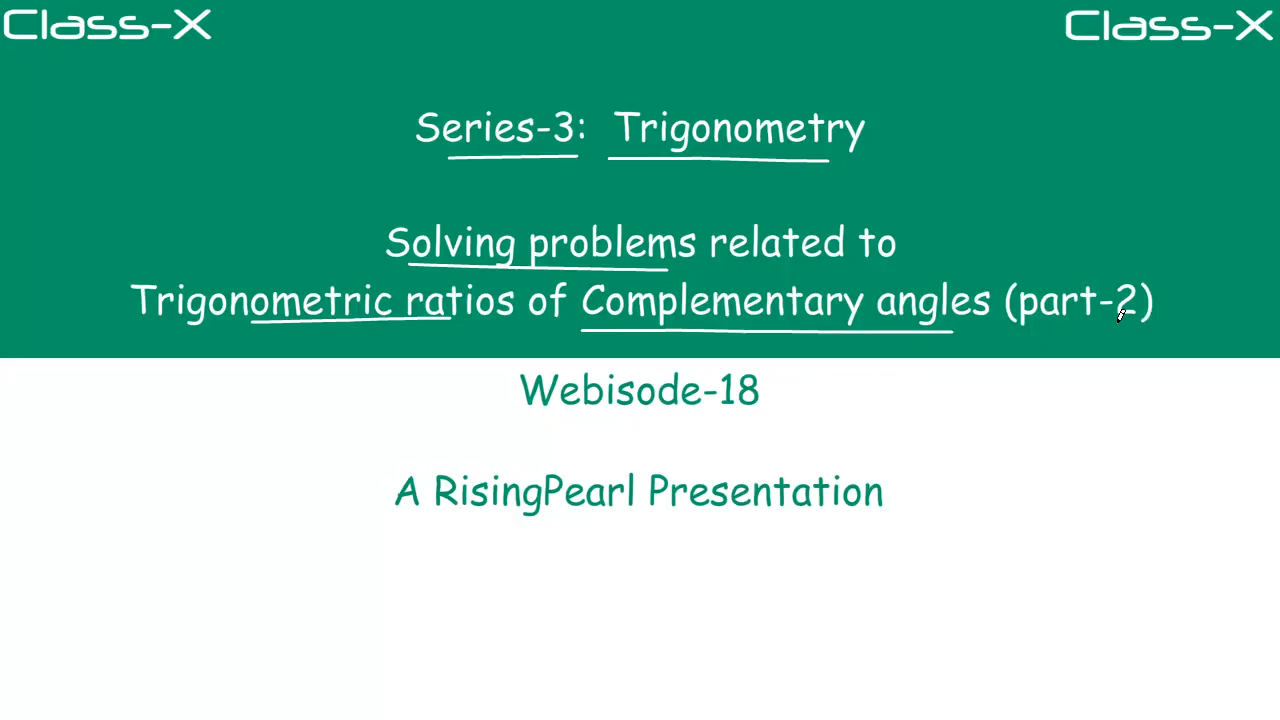 Class-X
Class-X
Series-3: Trigonometry
Solving problems related to
Trigonometric ratios of Complementary angles (part-2)
Webisode-18
A RisingPearl Presentation